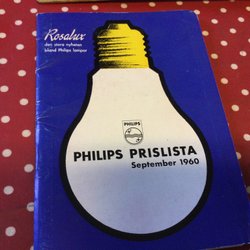 Rosalux
den stora nyheten
bland Philips lampor
PHILIPS
PHILIPS PRISLISTA
September 1960